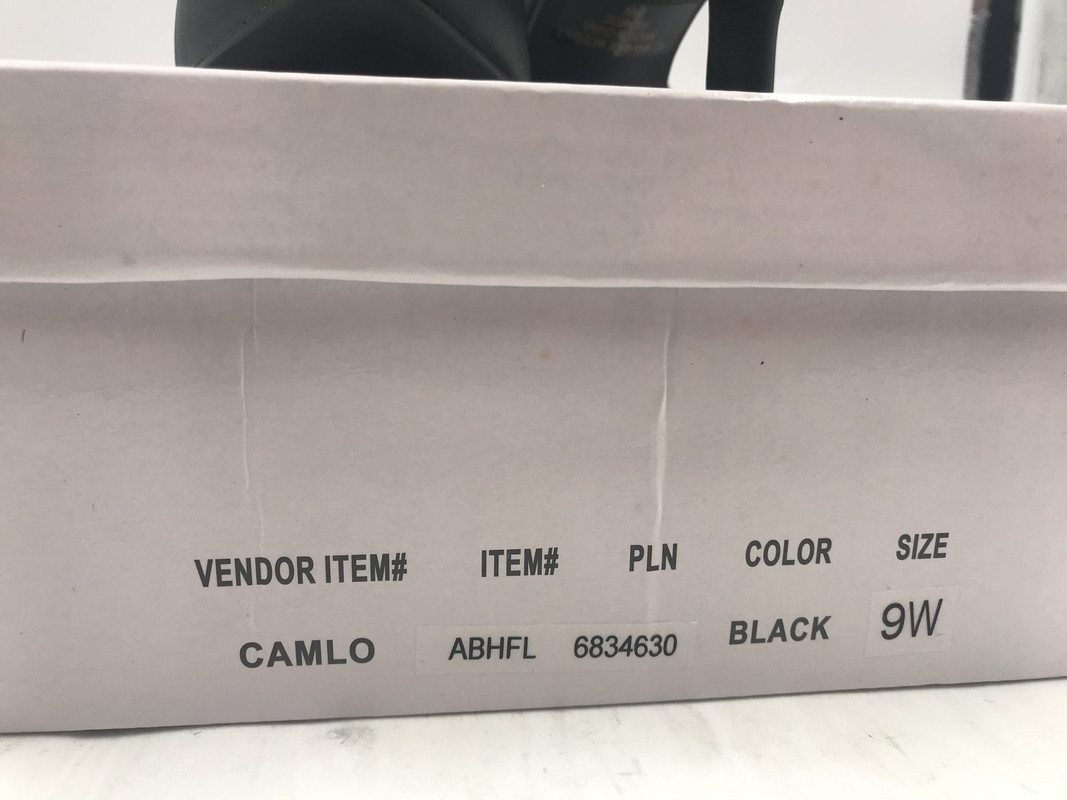 VENDOR ITEM# ITEM# PLN COLOR SIZE
CAMLO ABHFL 6834630 BLACK 9W